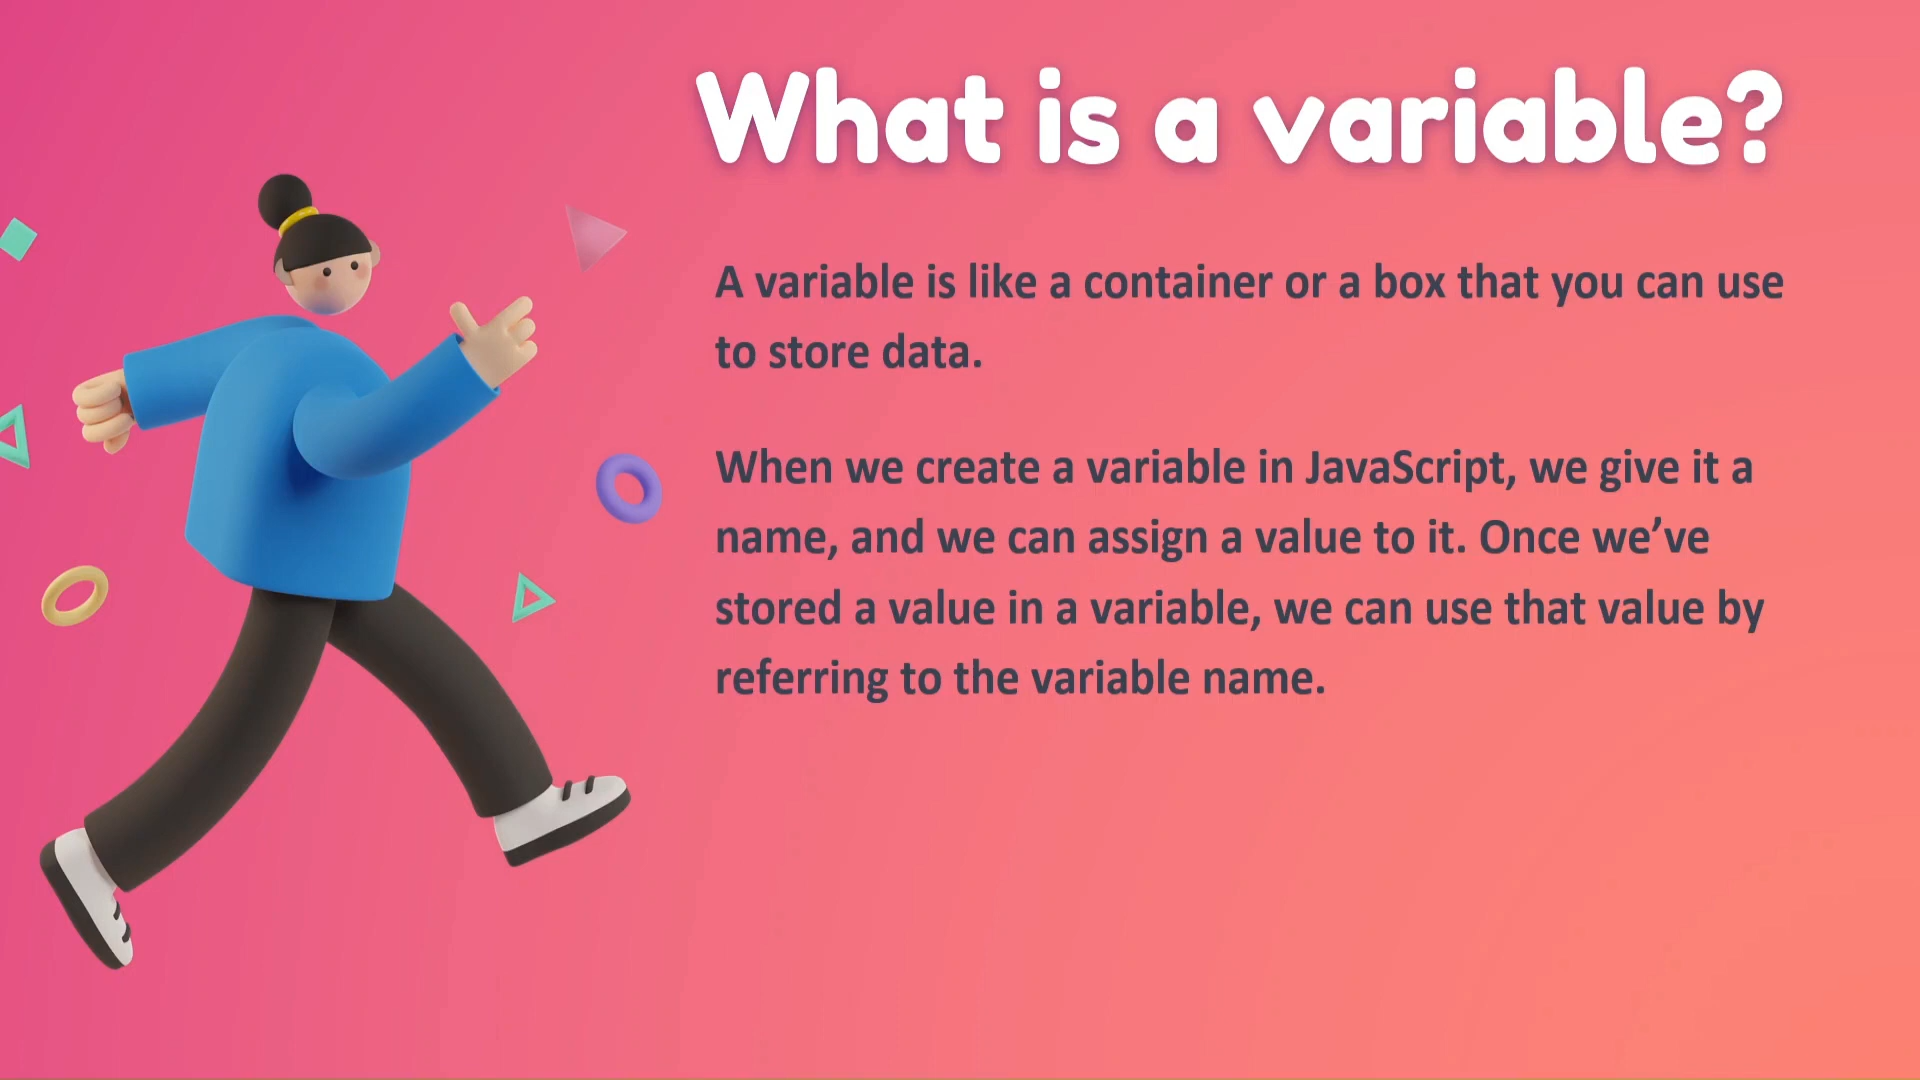 What is a variable?
A variable is like a container or a box that you can use
to store data.
When we create a variable in JavaScript, we give it a
name, and we can assign a value to it. Once we’ve
stored a value in a variable, we can use that value by
referring to the variable name.